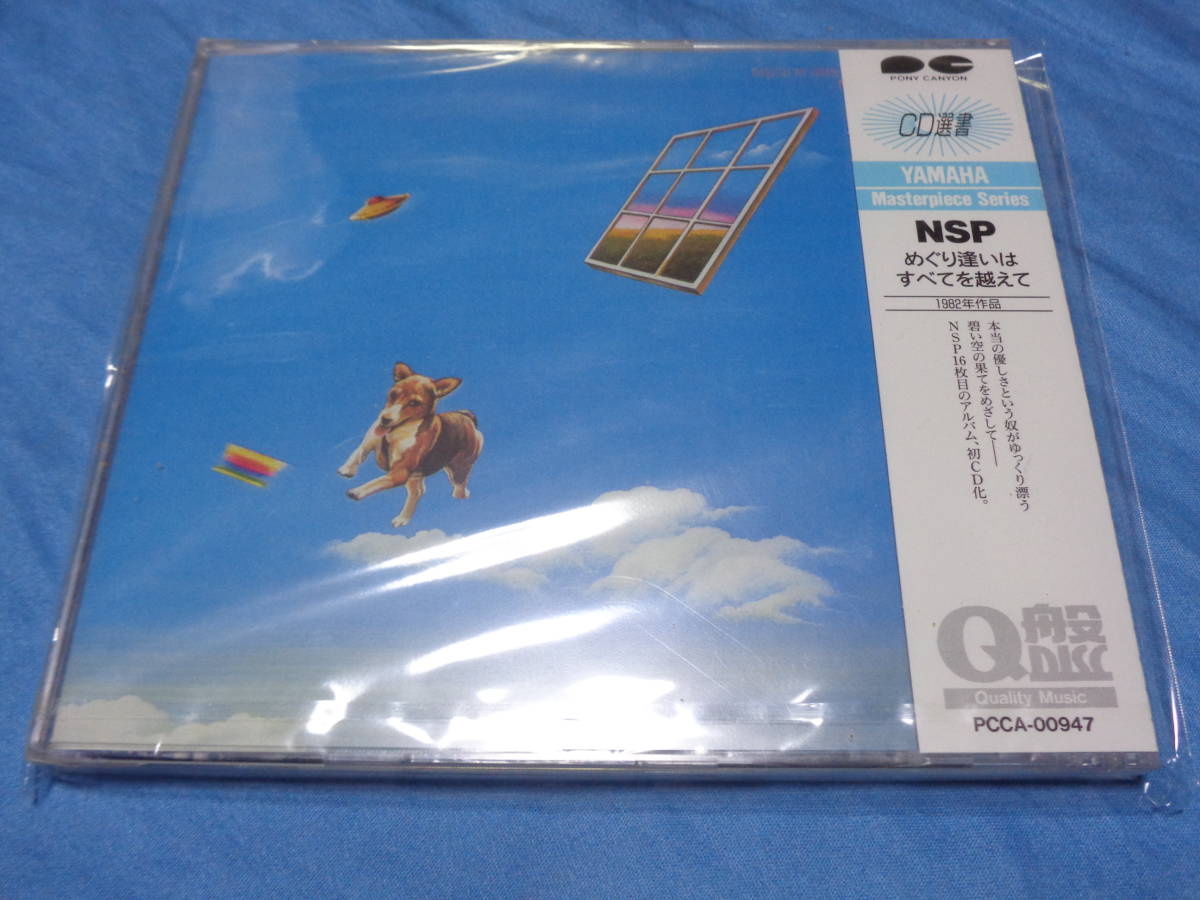 PONY CANYON
CD選書
YAMAHA
Masterpiece Series
NSP
めぐり逢いは
すべてを越えて
1982年作品
本当の優しさという奴がゆっくり漂う
碧い空の果てをめざして――
NSP16枚目のアルバム、初CD化。
Q盤
DISC
Quality Music
PCCA-00947